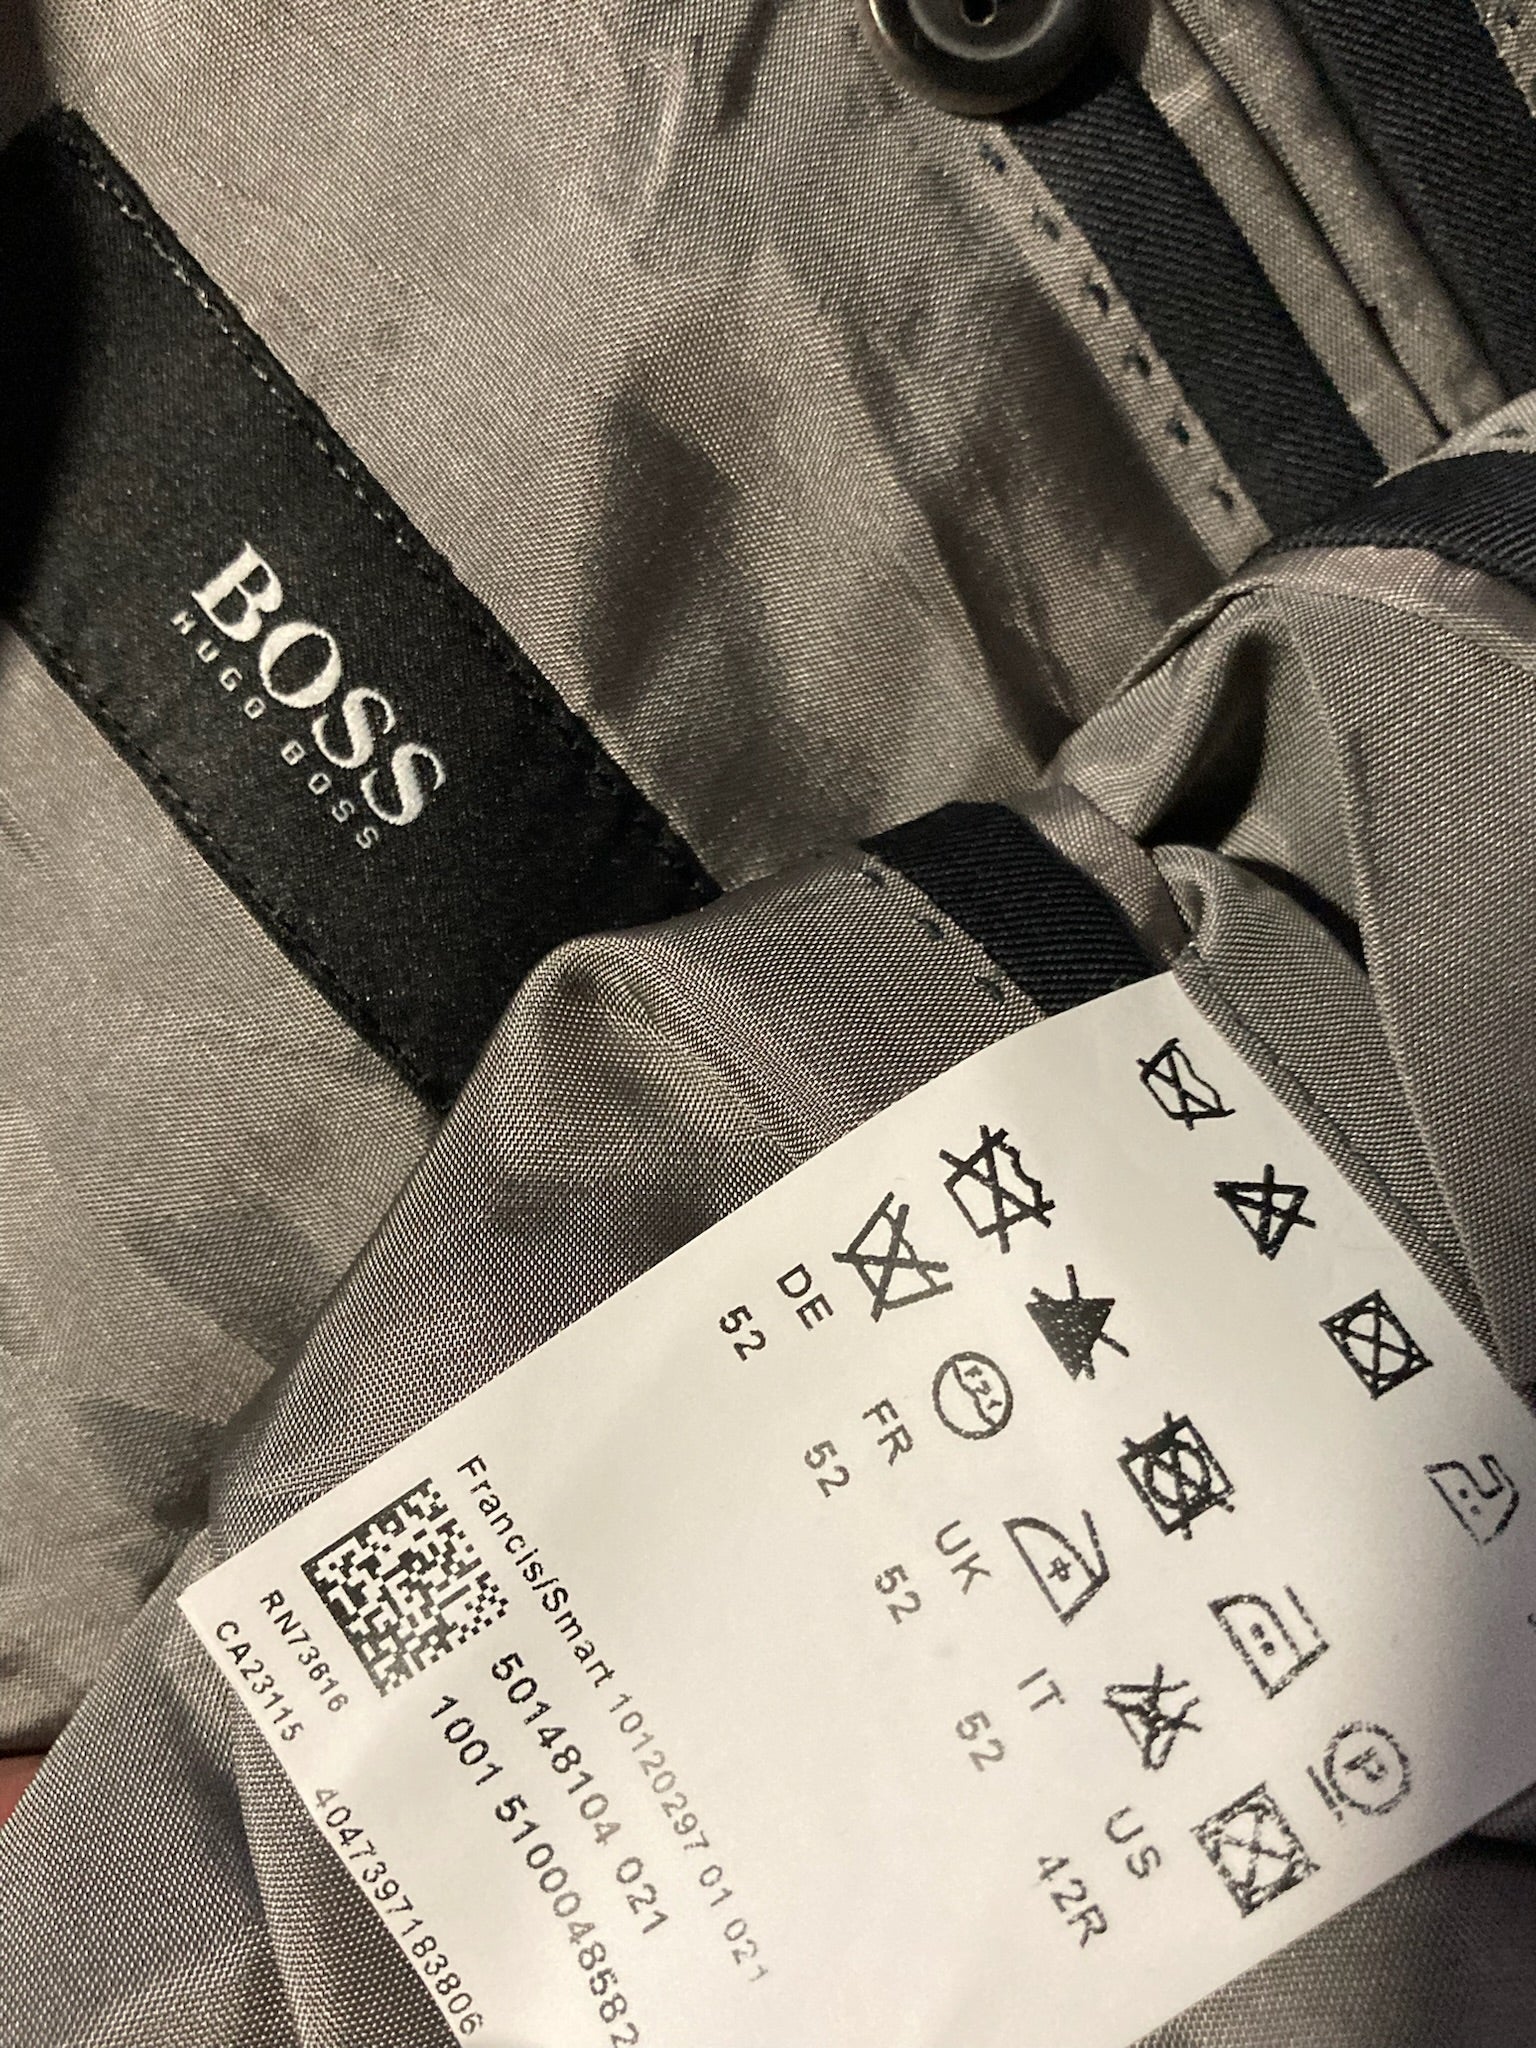 BOSS
HUGO BOSS
DE FR UK IT US
52 52 52 52 42R
Francis/Smart 10120297 01 021
50148104 021
1001 5100048582
RN73616
CA23115 4047397183806